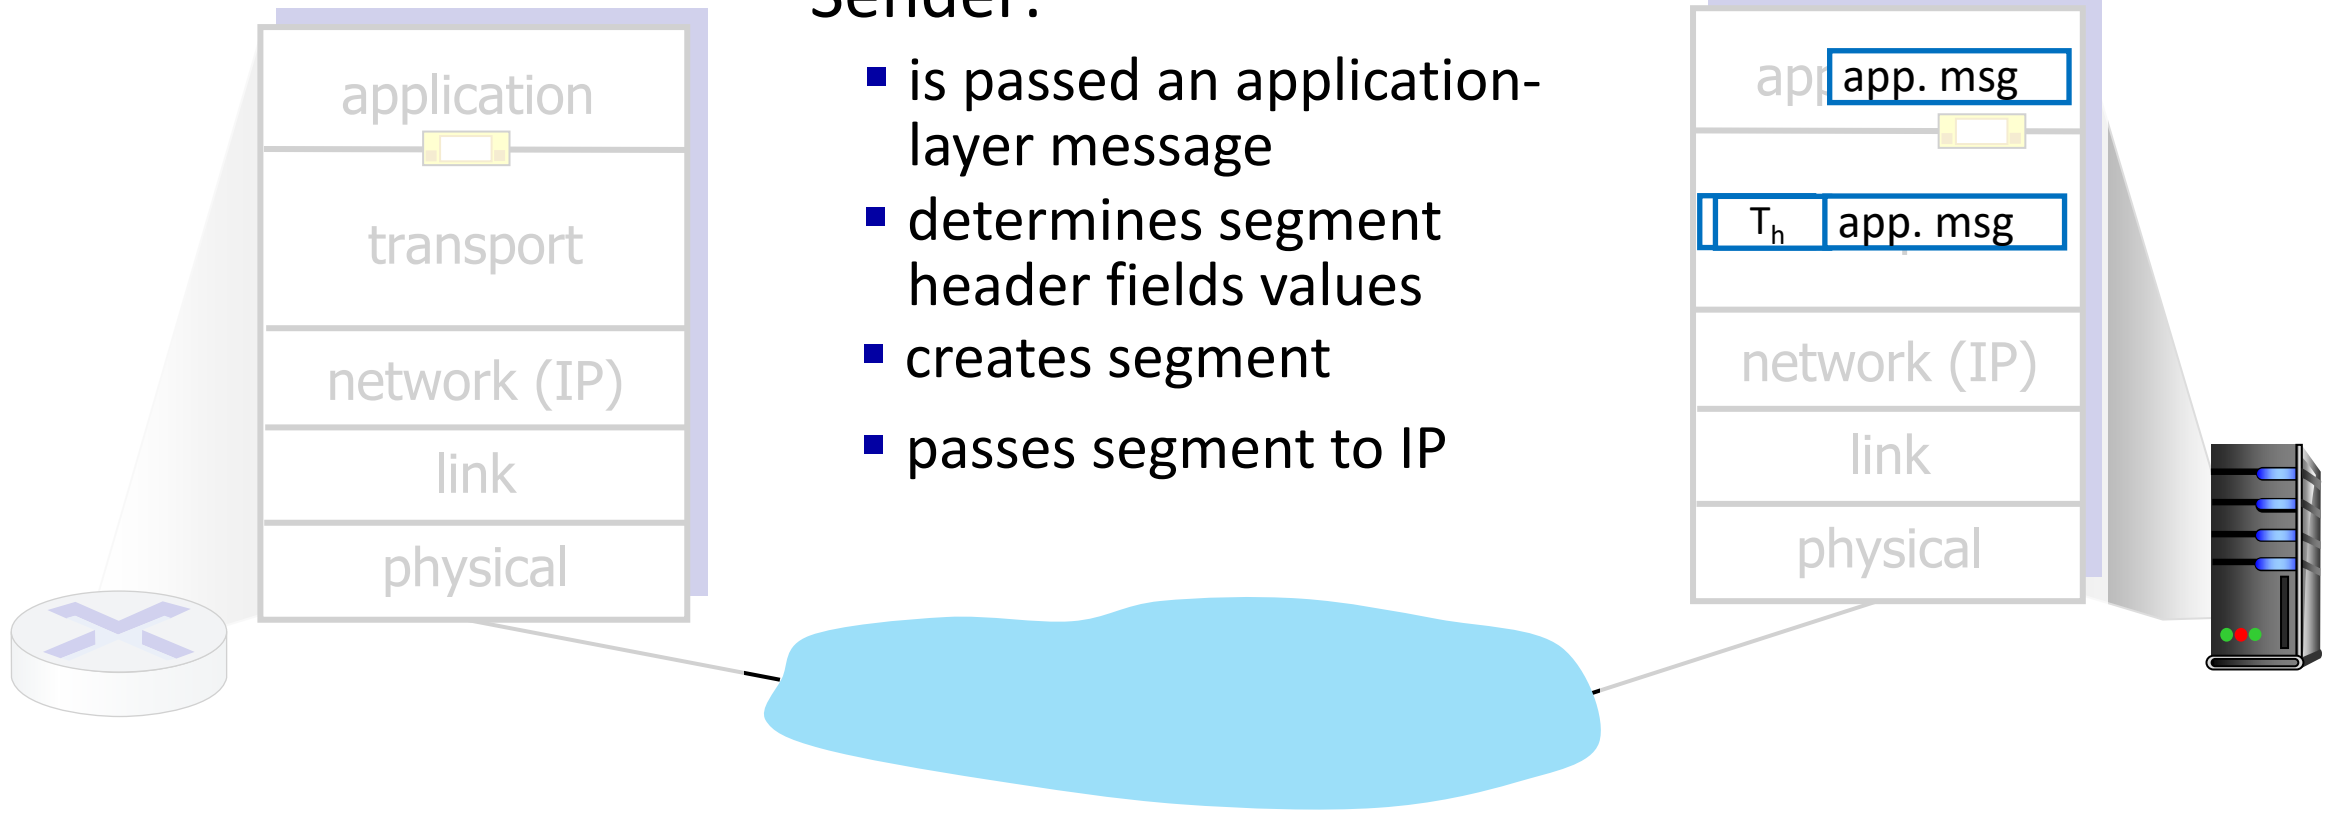 application
transport
network (IP)
link
physical
Sender:
is passed an application-
layer message
determines segment
header fields values
creates segment
passes segment to IP
app. msg
Th app. msg
network (IP)
link
physical